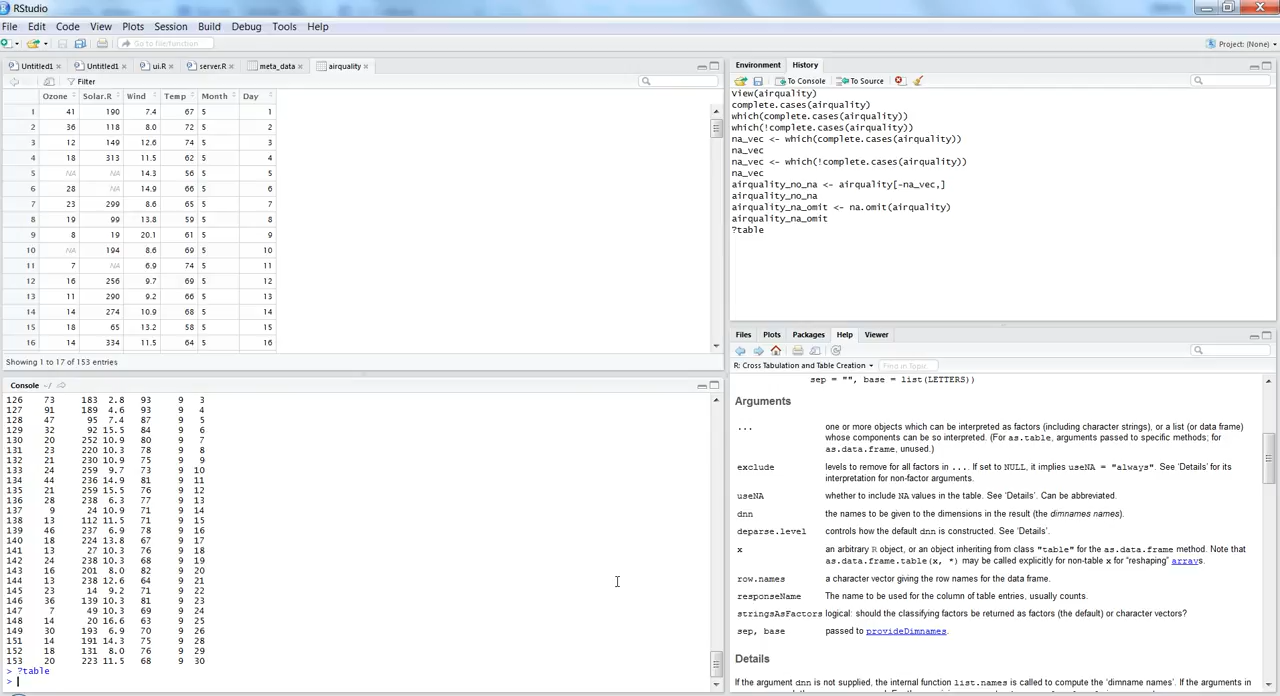 RStudio
File Edit Code View Plots Session Build Debug Tools Help
Go to file/function
Project: (None)
Untitled1 Untitled1 ui.R server.R meta_data airquality
Filter
Ozone Solar.R Wind Temp Month Day
1 41 190 7.4 67 5 1
2 36 118 8.0 72 5 2
3 12 149 12.6 74 5 3
4 18 313 11.5 62 5 4
5 NA NA 14.3 56 5 5
6 28 NA 14.9 66 5 6
7 23 299 8.6 65 5 7
8 19 99 13.8 59 5 8
9 8 19 20.1 61 5 9
10 NA 194 8.6 69 5 10
11 7 NA 6.9 74 5 11
12 16 256 9.7 69 5 12
13 11 290 9.2 66 5 13
14 14 274 10.9 68 5 14
15 18 65 13.2 58 5 15
16 14 334 11.5 64 5 16
Showing 1 to 17 of 153 entries
Console ~/
126 73 183 2.8 93 9 3
127 91 189 4.6 93 9 4
128 47 95 7.4 87 9 5
129 32 92 15.5 84 9 6
130 20 252 10.9 80 9 7
131 23 220 10.3 78 9 8
132 21 230 10.9 75 9 9
133 24 259 9.7 73 9 10
134 44 236 14.9 81 9 11
135 21 259 15.5 76 9 12
136 28 238 6.3 77 9 13
137 9 24 10.9 71 9 14
138 13 112 11.5 71 9 15
139 46 237 6.9 78 9 16
140 18 224 13.8 67 9 17
141 13 27 10.3 76 9 18
142 24 238 10.3 68 9 19
143 16 201 8.0 82 9 20
144 13 238 12.6 64 9 21
145 23 14 9.2 71 9 22
146 36 139 10.3 81 9 23
147 7 49 10.3 69 9 24
148 14 20 16.6 63 9 25
149 30 193 6.9 70 9 26
151 14 191 14.3 75 9 28
152 18 131 8.0 76 9 29
153 20 223 11.5 68 9 30
> ?table
>
Environment History
To Console To Source
View(airquality)
complete.cases(airquality)
which(complete.cases(airquality))
which(!complete.cases(airquality))
na_vec <- which(complete.cases(airquality))
na_vec
na_vec <- which(!complete.cases(airquality))
na_vec
airquality_no_na <- airquality[-na_vec,]
airquality_no_na
airquality_na_omit <- na.omit(airquality)
airquality_na_omit
?table
Files Plots Packages Help Viewer
R: Cross Tabulation and Table Creation Find in Topic
sep = "", base = list(LETTERS))
Arguments
... one or more objects which can be interpreted as factors (including character strings), or a list (or data frame)
whose components can be so interpreted. (For as.table, arguments passed to specific methods; for
as.data.frame, unused.)
exclude levels to remove for all factors in .... If set to NULL, it implies useNA = "always". See ‘Details’ for its
interpretation for non-factor arguments.
useNA whether to include NA values in the table. See ‘Details’. Can be abbreviated.
dnn the names to be given to the dimensions in the result (the dimnames names).
deparse.level controls how the default dnn is constructed. See ‘Details’.
x an arbitrary R object, or an object inheriting from class "table" for the as.data.frame method. Note that
as.data.frame.table(x, *) may be called explicitly for non-table x for “reshaping” arrays.
row.names a character vector giving the row names for the data frame.
responseName The name to be used for the column of table entries, usually counts.
stringsAsFactors logical: should the classifying factors be returned as factors (the default) or character vectors?
sep, base passed to provideDimnames.
Details
If the argument dnn is not supplied, the internal function list.names is called to compute the ‘dimname names’. If the arguments in